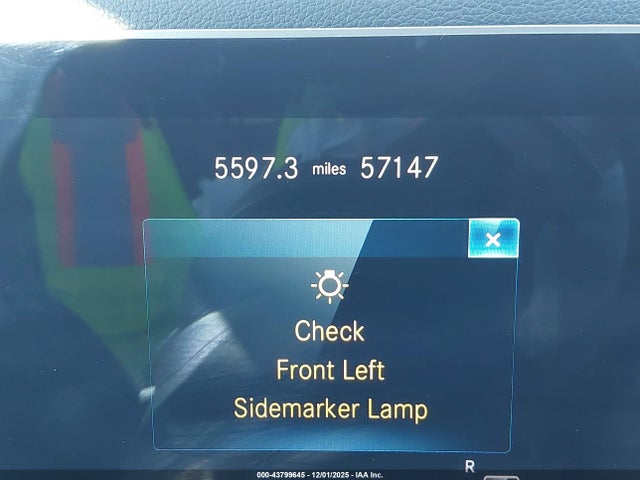 5597.3 miles 57147
×
Check
Front Left
Sidemarker Lamp
R
000-43799645 - 12/01/2025 - IAA Inc.